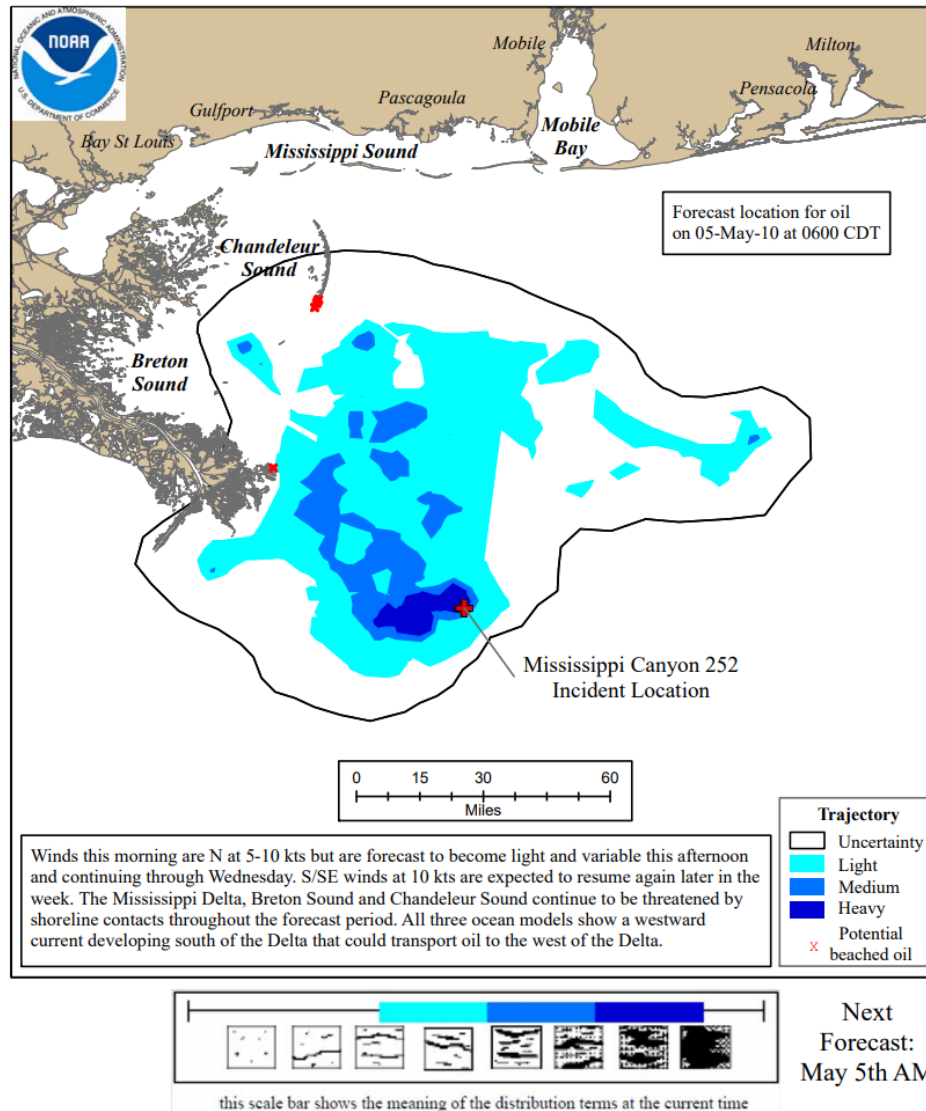 NATIONAL OCEANIC AND ATMOSPHERIC ADMINISTRATION
NOAA
U.S. DEPARTMENT OF COMMERCE
Mobile
Milton
Pensacola
Pascagoula
Gulfport
Bay St Louis
Mobile
Bay
Mississippi Sound
Forecast location for oil
on 05-May-10 at 0600 CDT
Chandeleur
Sound
Breton
Sound
Mississippi Canyon 252
Incident Location
0 15 30 60
Miles
Winds this morning are N at 5-10 kts but are forecast to become light and variable this afternoon
and continuing through Wednesday. S/SE winds at 10 kts are expected to resume again later in the
week. The Mississippi Delta, Breton Sound and Chandeleur Sound continue to be threatened by
shoreline contacts throughout the forecast period. All three ocean models show a westward
current developing south of the Delta that could transport oil to the west of the Delta.
Trajectory
Uncertainty
Light
Medium
Heavy
x Potential
beached oil
Next
Forecast:
May 5th AM
this scale bar shows the meaning of the distribution terms at the current time